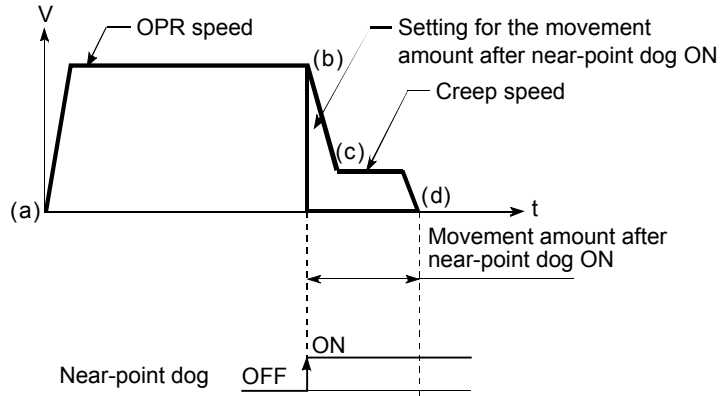 V
OPR speed
Setting for the movement
amount after near-point dog ON
(b)
Creep speed
(c)
(a)
(d)
t
Movement amount after
near-point dog ON
ON
Near-point dog
OFF